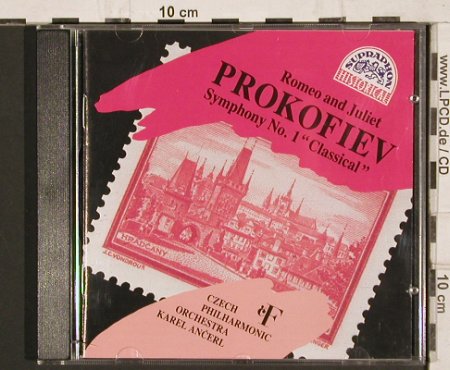 10 cm
SUPRAPHON
HISTORICAL
Romeo and Juliet
PROKOFIEV
Symphony No. 1 "Classical"
www.LPCD.de / CD
10 cm
HRADČANY
CZECH
PHILHARMONIC
ORCHESTRA
KAREL ANČERL
čF